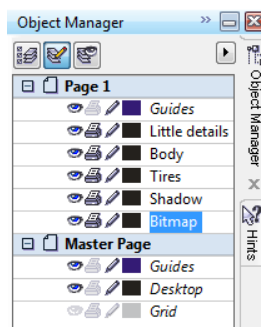 Object Manager
Page 1
Guides
Little details
Body
Tires
Shadow
Bitmap
Master Page
Guides
Desktop
Grid
Object Manager
Hints